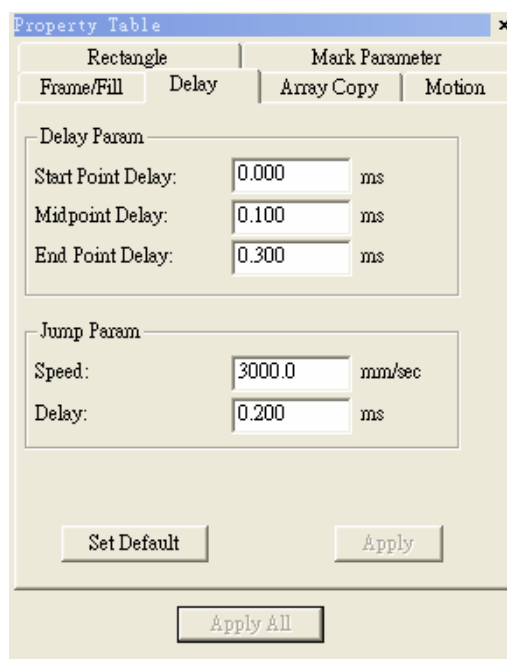 Property Table ×
Rectangle Mark Parameter
Frame/Fill Delay Array Copy Motion
Delay Param
Start Point Delay: 0.000 ms
Midpoint Delay: 0.100 ms
End Point Delay: 0.300 ms
Jump Param
Speed: 3000.0 mm/sec
Delay: 0.200 ms
Set Default Apply
Apply All